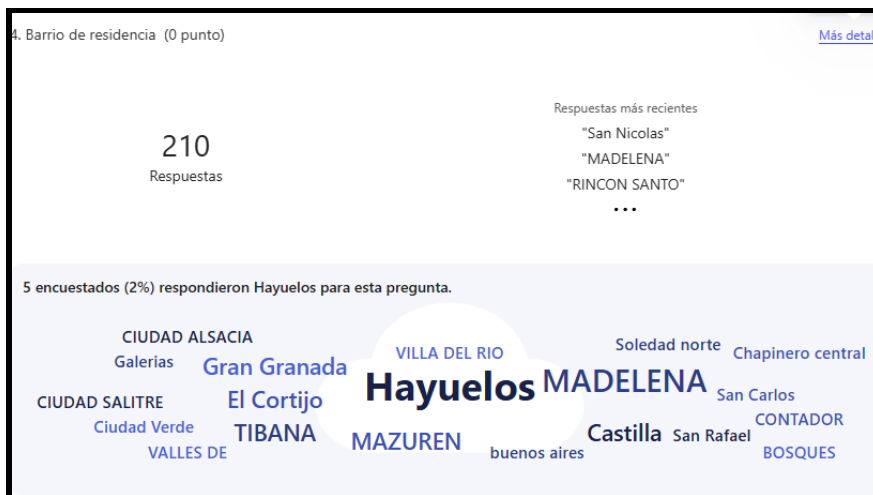 4. Barrio de residencia (0 punto)
Más detal
210
Respuestas
Respuestas más recientes
"San Nicolas"
"MADELENA"
"RINCON SANTO"
...
5 encuestados (2%) respondieron Hayuelos para esta pregunta.
CIUDAD ALSACIA
Soledad norte
Galerias
Gran Granada
VILLA DEL RIO
Chapinero central
Hayuelos
MADELENA
San Carlos
CIUDAD SALITRE
El Cortijo
CONTADOR
Ciudad Verde
TIBANA
MAZUREN
Castilla
San Rafael
VALLES DE
buenos aires
BOSQUES